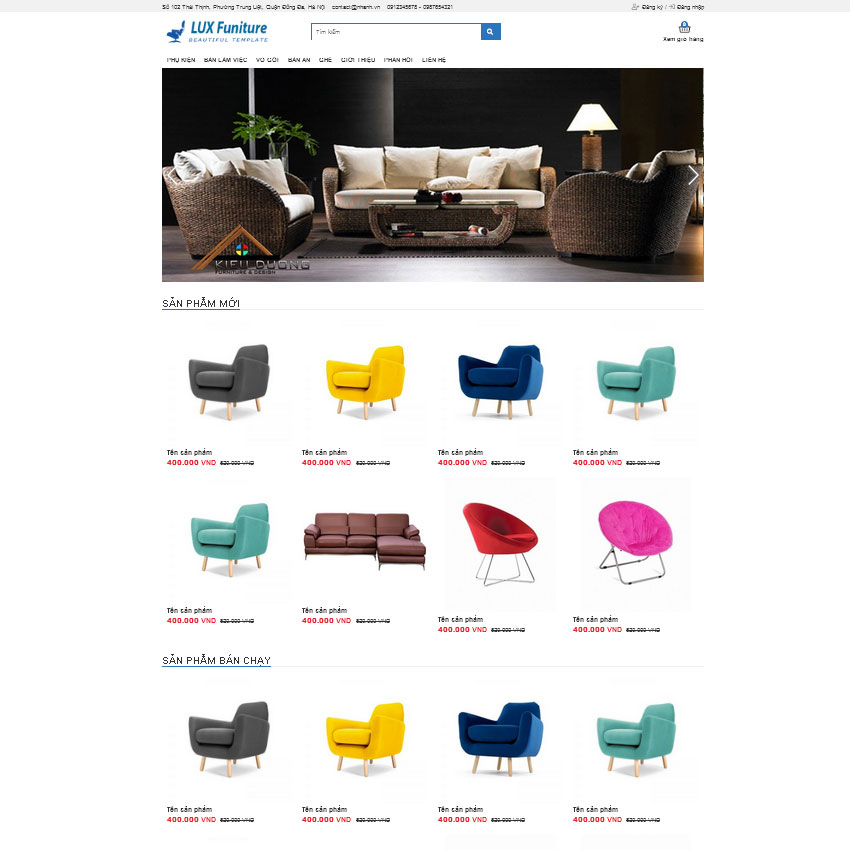 Số 102 Thái Thịnh, Phường Trung Liệt, Quận Đống Đa, Hà Nội contact@nhanh.vn 0912345678 - 0987654321
Đăng ký / Đăng nhập
LUX Funiture
BEAUTIFUL TEMPLATE
Tìm kiếm
Xem giỏ hàng
PHỤ KIỆN BÀN LÀM VIỆC VỎ GỐI BÀN ĂN GHẾ GIỚI THIỆU PHẢN HỒI LIÊN HỆ
KIEU DUONG
FURNITURE & DESIGN
SẢN PHẨM MỚI
Tên sản phẩm Tên sản phẩm Tên sản phẩm Tên sản phẩm
400.000 VND 520.000 VND 400.000 VND 520.000 VND 400.000 VND 520.000 VND 400.000 VND 520.000 VND
Tên sản phẩm Tên sản phẩm Tên sản phẩm Tên sản phẩm
400.000 VND 520.000 VND 400.000 VND 520.000 VND 400.000 VND 520.000 VND 400.000 VND 520.000 VND
SẢN PHẨM BÁN CHẠY
Tên sản phẩm Tên sản phẩm Tên sản phẩm Tên sản phẩm
400.000 VND 520.000 VND 400.000 VND 520.000 VND 400.000 VND 520.000 VND 400.000 VND 520.000 VND